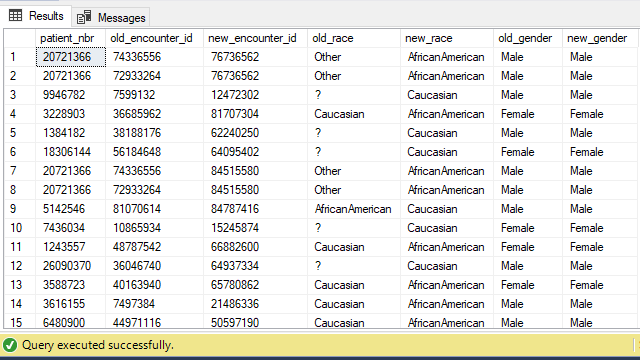 Results Messages
patient_nbr old_encounter_id new_encounter_id old_race new_race old_gender new_gender
1 20721366 74336556 76736562 Other AfricanAmerican Male Male
2 20721366 72933264 76736562 Other AfricanAmerican Male Male
3 9946782 7599132 12472302 ? Caucasian Male Male
4 3228903 36685962 81707304 Caucasian AfricanAmerican Female Female
5 1384182 38188176 62240250 ? Caucasian Male Male
6 18306144 56184648 64095402 ? Caucasian Female Female
7 20721366 74336556 84515580 Other AfricanAmerican Male Male
8 20721366 72933264 84515580 Other AfricanAmerican Male Male
9 5142546 81070614 84787416 AfricanAmerican Caucasian Male Male
10 7436034 10865934 15245874 ? Caucasian Female Female
11 1243557 48787542 66882600 Caucasian AfricanAmerican Female Female
12 26090370 36046740 64937334 ? Caucasian Male Male
13 3588723 40163940 65780862 Caucasian AfricanAmerican Female Female
14 3616155 7497384 21486336 Caucasian AfricanAmerican Male Male
15 6480900 44971116 50597190 Caucasian AfricanAmerican Male Male
Query executed successfully.